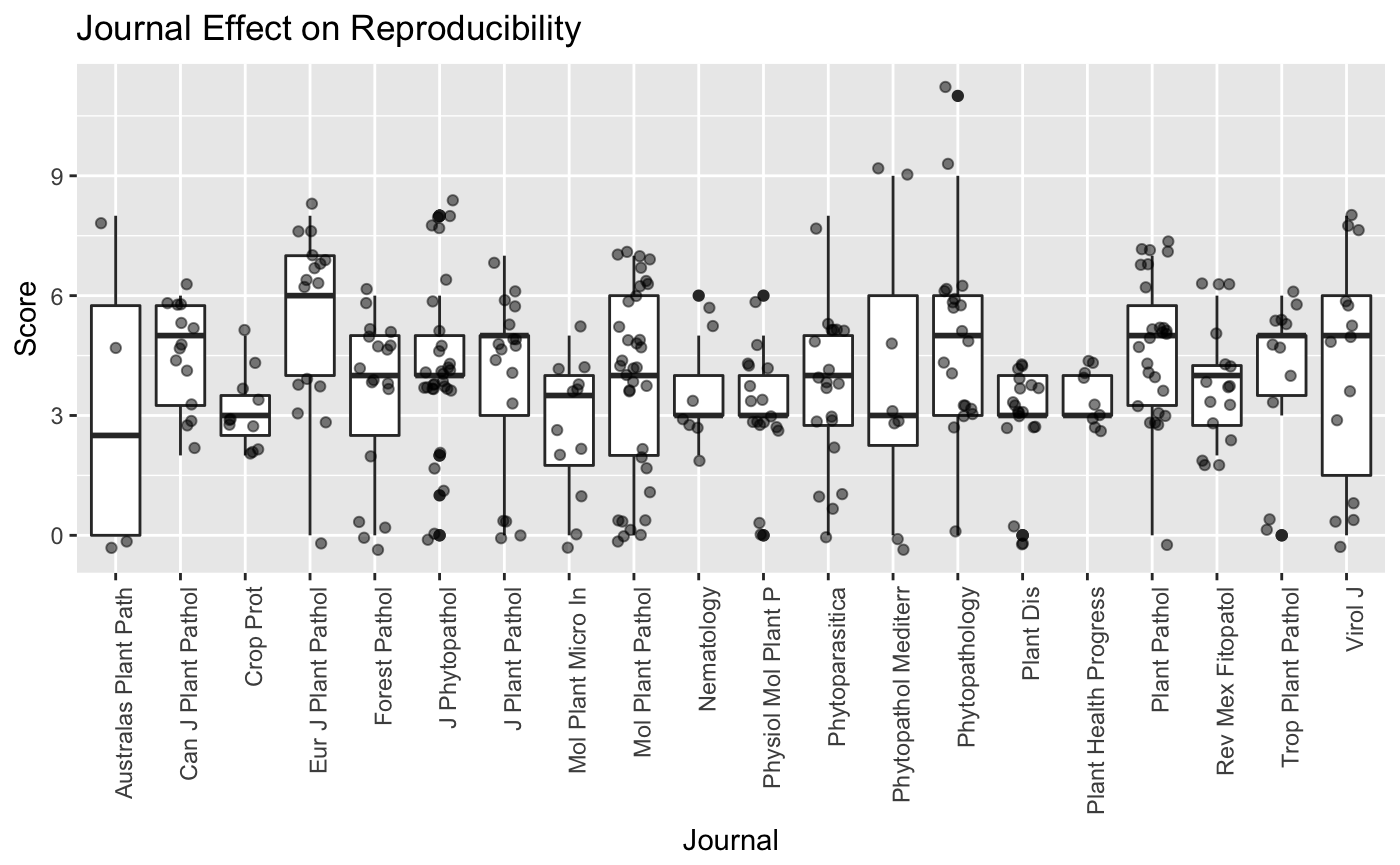 Journal Effect on Reproducibility
Score
9
6
3
0
Australas Plant Path
Can J Plant Pathol
Crop Prot
Eur J Plant Pathol
Forest Pathol
J Phytopathol
J Plant Pathol
Mol Plant Micro In
Mol Plant Pathol
Nematology
Physiol Mol Plant P
Phytoparasitica
Phytopathol Mediterr
Phytopathology
Plant Dis
Plant Health Progress
Plant Pathol
Rev Mex Fitopatol
Trop Plant Pathol
Virol J
Journal